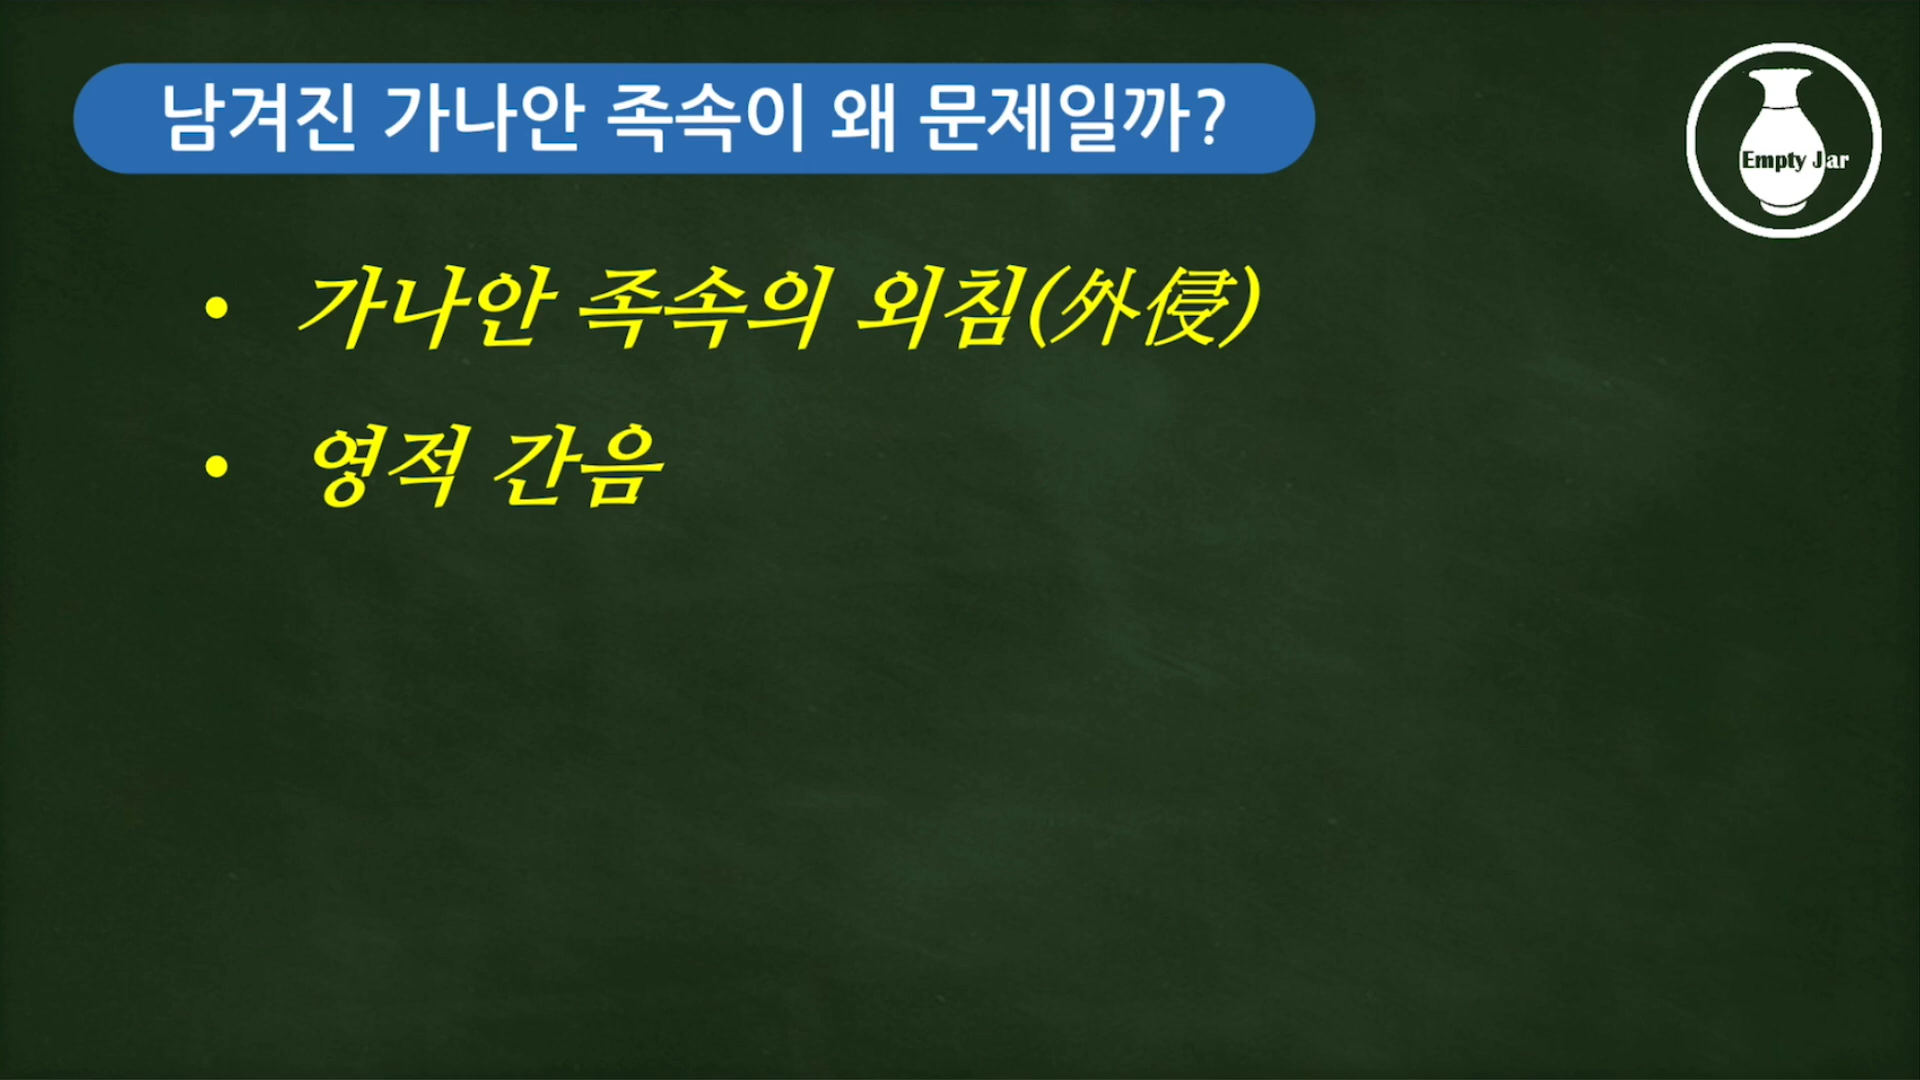 남겨진 가나안 족속이 왜 문제일까?
Empty Jar
• 가나안 족속의 외침(外侵)
• 영적 간음